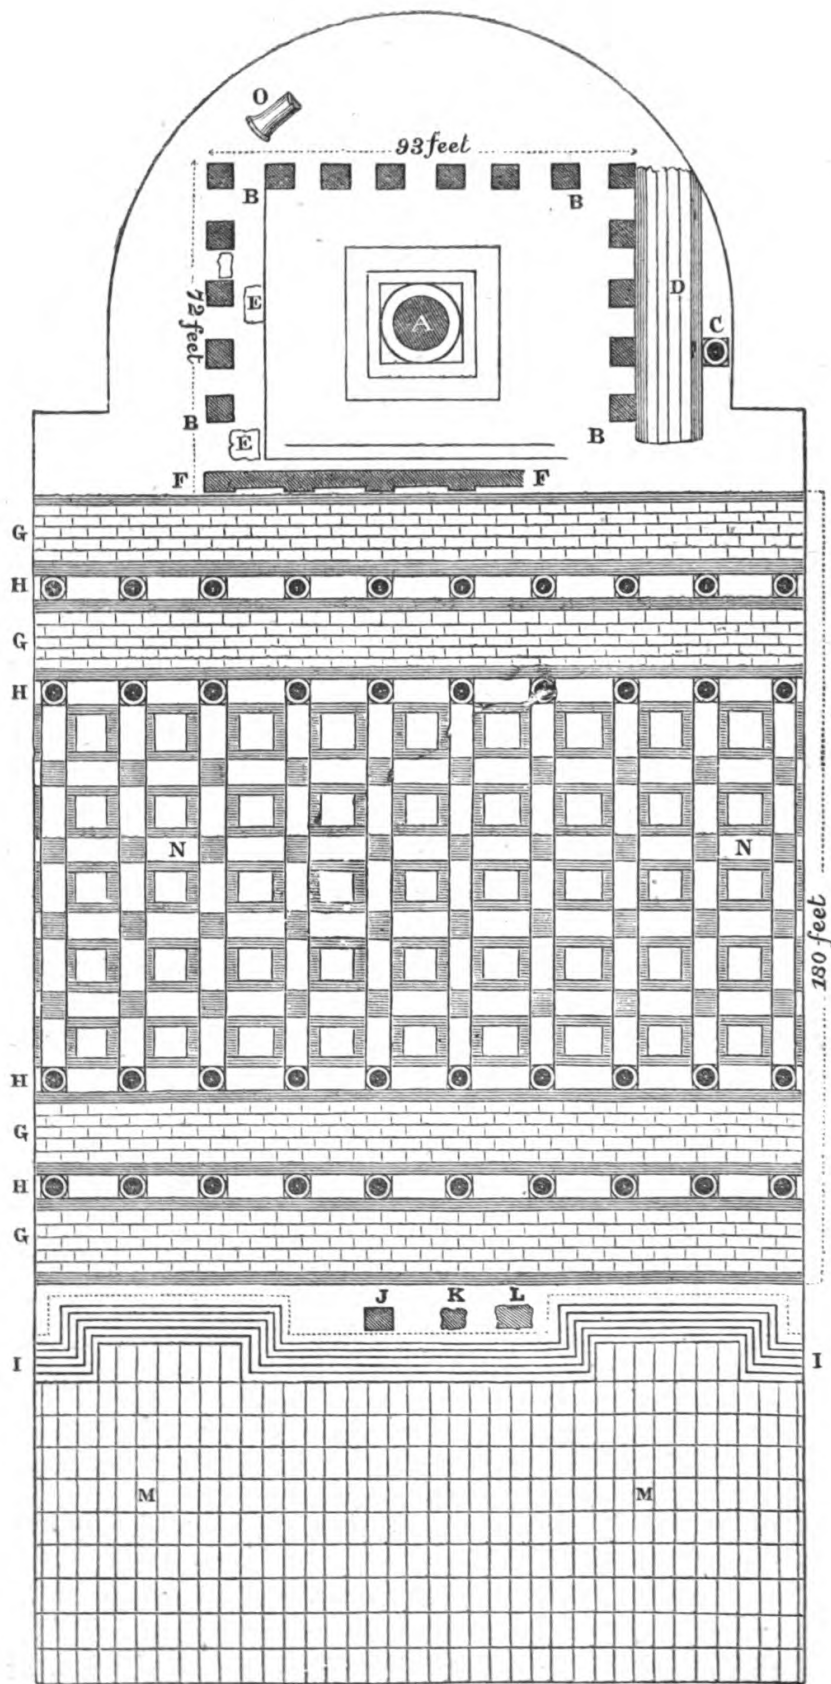 O
93 feet
B B
72 feet
E A D
C
B E B
F F
G
H
G
H
N N
180 feet
H
G
H
G
J K L
I I
M M